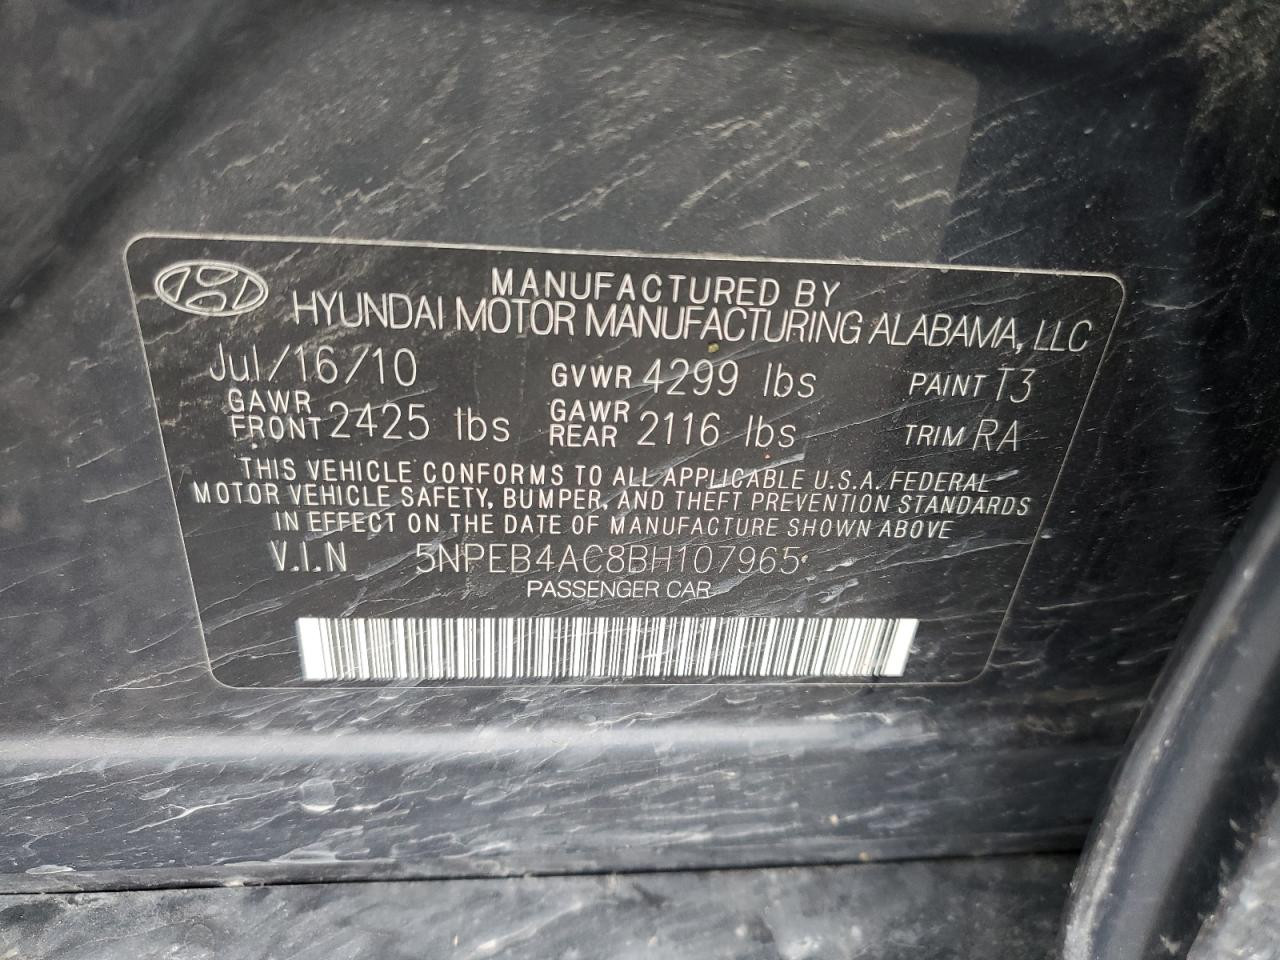 MANUFACTURED BY
HYUNDAI MOTOR MANUFACTURING ALABAMA, LLC
Jul/16/10 GVWR 4299 lbs PAINT T3
GAWR FRONT 2425 lbs GAWR REAR 2116 lbs TRIM RA
THIS VEHICLE CONFORMS TO ALL APPLICABLE U.S.A. FEDERAL
MOTOR VEHICLE SAFETY, BUMPER, AND THEFT PREVENTION STANDARDS
IN EFFECT ON THE DATE OF MANUFACTURE SHOWN ABOVE
V.I.N 5NPEB4AC8BH107965
PASSENGER CAR